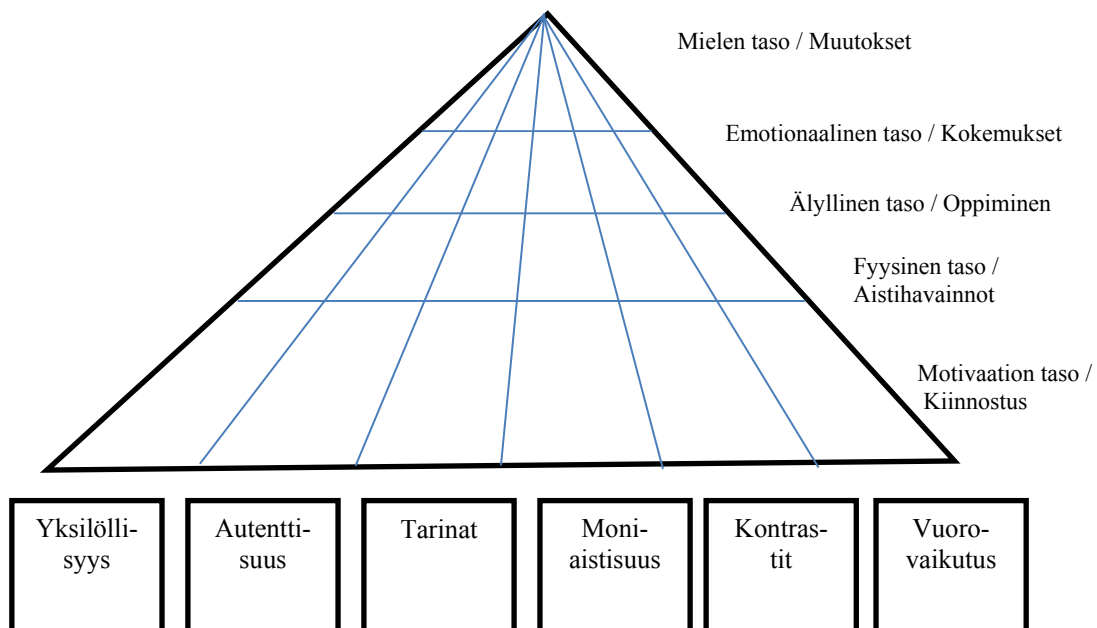 Mielen taso / Muutokset
Emotionaalinen taso / Kokemukset
Älyllinen taso / Oppiminen
Fyysinen taso /
Aistihavainnot
Motivaation taso /
Kiinnostus
Yksilölli-
syys
Autentti-
suus
Tarinat
Moni-
aistisuus
Kontras-
tit
Vuoro-
vaikutus